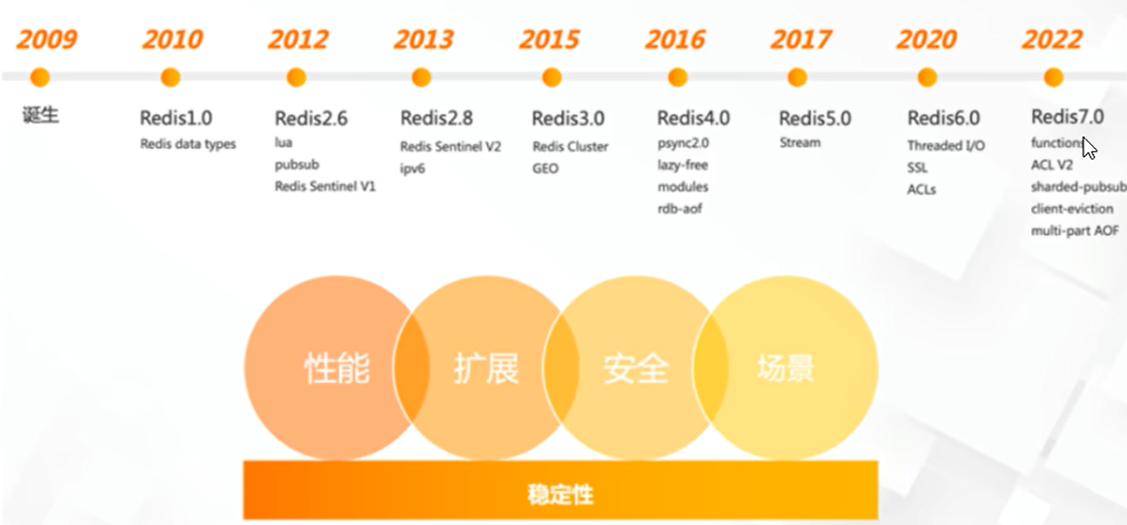 2009 2010 2012 2013 2015 2016 2017 2020 2022
诞生
Redis1.0
Redis data types
Redis2.6
lua
pubsub
Redis Sentinel V1
Redis2.8
Redis Sentinel V2
ipv6
Redis3.0
Redis Cluster
GEO
Redis4.0
psync2.0
lazy-free
modules
rdb-aof
Redis5.0
Stream
Redis6.0
Threaded I/O
SSL
ACLs
Redis7.0
functions
ACL V2
sharded-pubsub
client-eviction
multi-part AOF
性能 扩展 安全 场景
稳定性